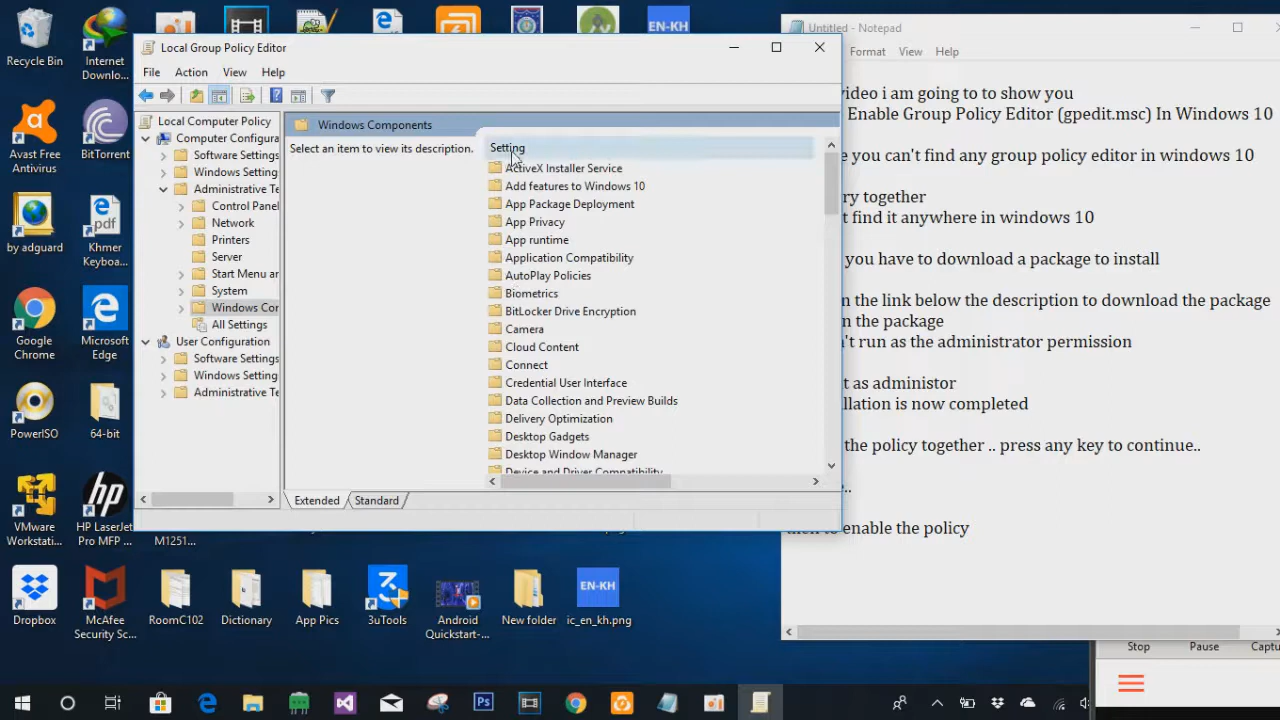 Recycle Bin
Internet
Downlo...
EN-KH
Avast Free
Antivirus
BitTorrent
by adguard
Khmer
Keyboa...
Google
Chrome
Microsoft
Edge
PowerISO
64-bit
VMware
Workstati...
HP LaserJet
Pro MFP
M1251...
Dropbox
McAfee
Security Sc...
RoomC102
Dictionary
App Pics
3uTools
Android
Quickstart-...
New folder
EN-KH
ic_en_kh.png
Local Group Policy Editor
File
Action
View
Help
Local Computer Policy
Computer Configura
Software Settings
Windows Settings
Administrative Te
Control Panel
Network
Printers
Server
Start Menu an
System
Windows Cor
All Settings
User Configuration
Software Settings
Windows Setting
Administrative Te
Windows Components
Select an item to view its description.
Setting
ActiveX Installer Service
Add features to Windows 10
App Package Deployment
App Privacy
App runtime
Application Compatibility
AutoPlay Policies
Biometrics
BitLocker Drive Encryption
Camera
Cloud Content
Connect
Credential User Interface
Data Collection and Preview Builds
Delivery Optimization
Desktop Gadgets
Desktop Window Manager
Device and Driver Compatibility
Extended
Standard
Untitled - Notepad
Format
View
Help
video i am going to to show you
Enable Group Policy Editor (gpedit.msc) In Windows 10
e you can't find any group policy editor in windows 10
ry together
t find it anywhere in windows 10
you have to download a package to install
n the link below the description to download the package
n the package
't run as the administrator permission
t as administor
llation is now completed
the policy together .. press any key to continue..
..
then to enable the policy
Stop
Pause
Captu